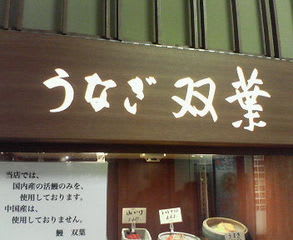 うなぎ 双葉
当店では、
国内産の活鰻のみを、
使用しております。
中国産は、
使用しておりません。
鰻 双葉